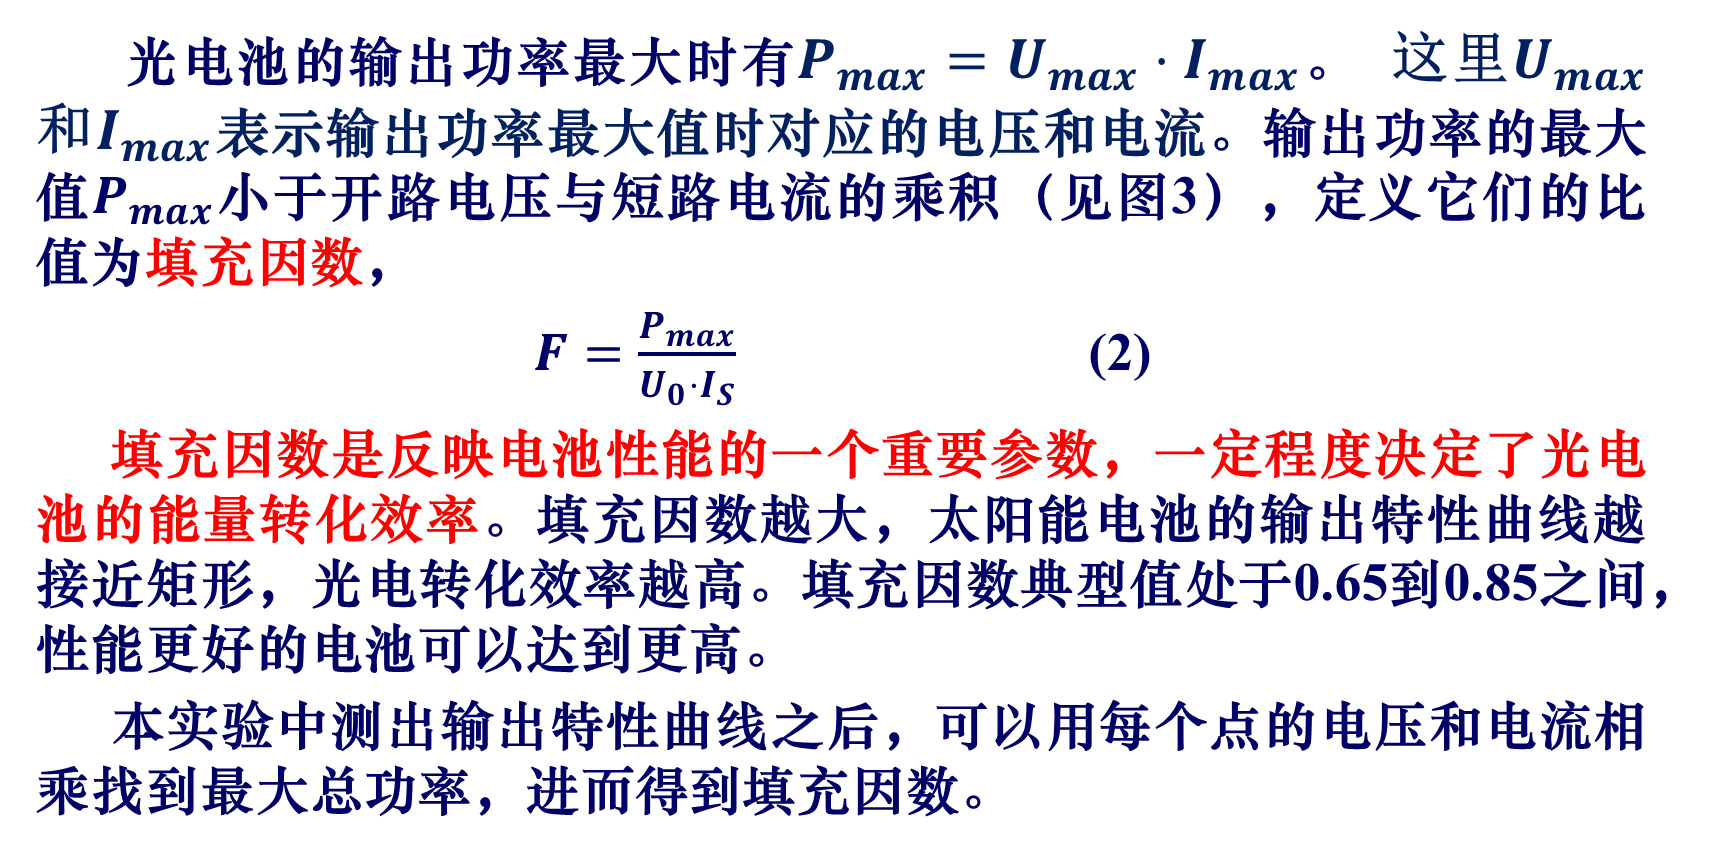 光电池的输出功率最大时有P_max = U_max · I_max。 这里U_max
和I_max表示输出功率最大值时对应的电压和电流。输出功率的最大
值P_max小于开路电压与短路电流的乘积（见图3），定义它们的比
值为填充因数，
F = P_max / (U_0·I_S) (2)
填充因数是反映电池性能的一个重要参数，一定程度决定了光电
池的能量转化效率。填充因数越大，太阳能电池的输出特性曲线越
接近矩形，光电转化效率越高。填充因数典型值处于0.65到0.85之间，
性能更好的电池可以达到更高。
本实验中测出输出特性曲线之后，可以用每个点的电压和电流相
乘找到最大总功率，进而得到填充因数。